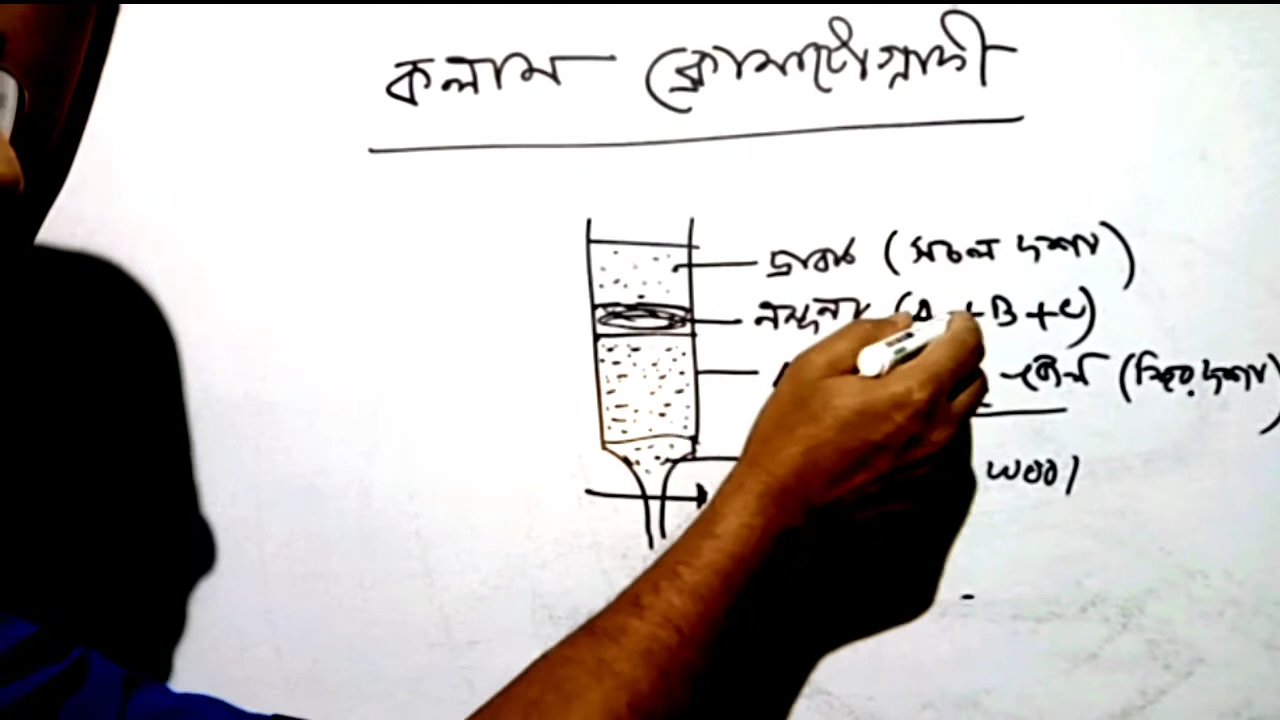 কলাম ক্রোমাটোগ্রাফী
দ্রাবক (সচল দশা)
নমুনা (A+B+C)
(স্থির দশা)
wool